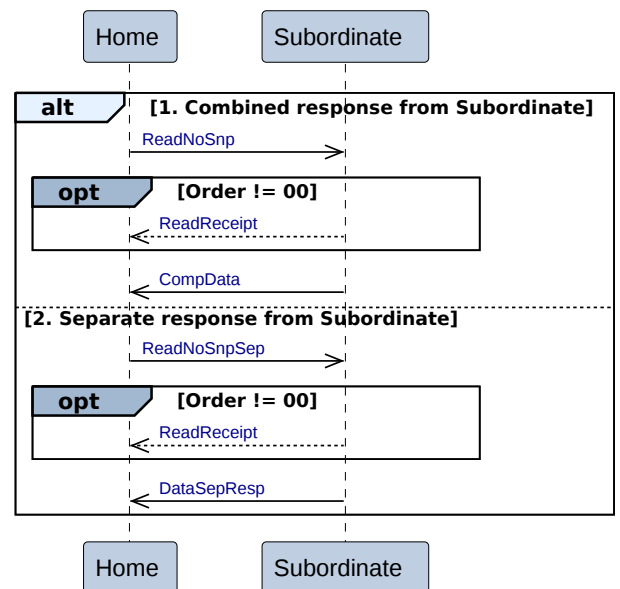 Home Subordinate
alt [1. Combined response from Subordinate]
ReadNoSnp
opt [Order != 00]
ReadReceipt
CompData
[2. Separate response from Subordinate]
ReadNoSnpSep
opt [Order != 00]
ReadReceipt
DataSepResp
Home Subordinate